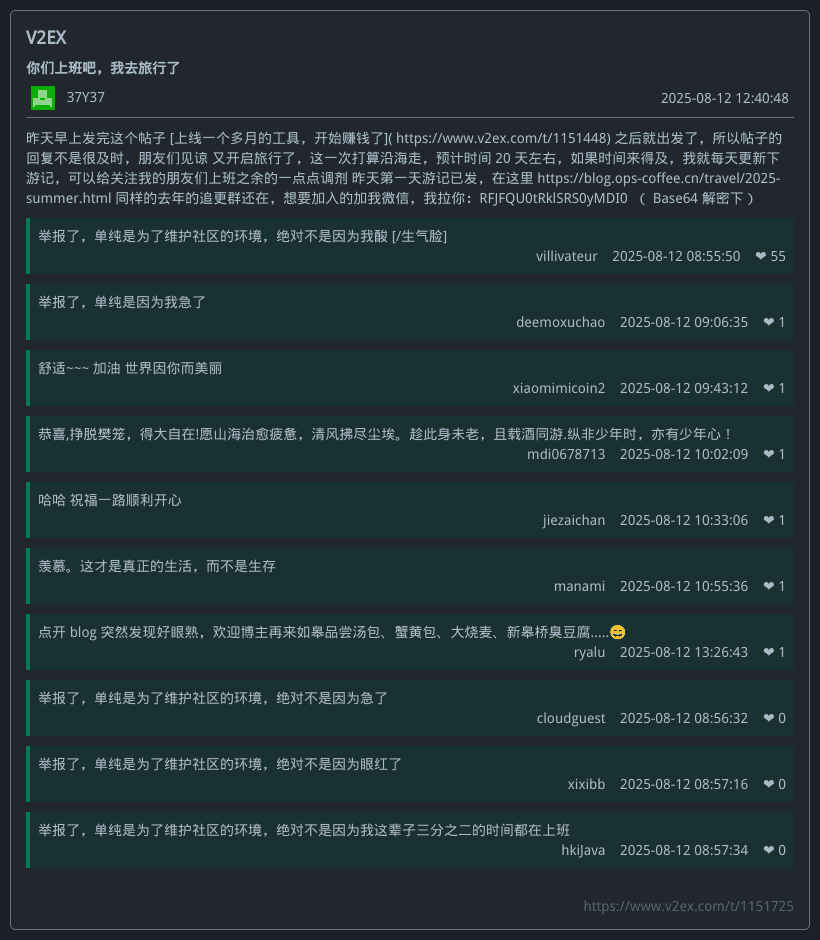 V2EX
你们上班吧，我去旅行了
37Y37
2025-08-12 12:40:48
昨天早上发完这个帖子 [上线一个多月的工具，开始赚钱了]( https://www.v2ex.com/t/1151448) 之后就出发了，所以帖子的
回复不是很及时，朋友们见谅 又开启旅行了，这一次打算沿海走，预计时间 20 天左右，如果时间来得及，我就每天更新下
游记，可以给关注我的朋友们上班之余的一点点调剂 昨天第一天游记已发，在这里 https://blog.ops-coffee.cn/travel/2025-
summer.html 同样的去年的追更群还在，想要加入的加我微信，我拉你：RFJFQU0tRklSRS0yMDI0 （ Base64 解密下 ）
举报了，单纯是为了维护社区的环境，绝对不是因为我酸 [/生气脸]
villivateur 2025-08-12 08:55:50 ❤ 55
举报了，单纯是因为我急了
deemoxuchao 2025-08-12 09:06:35 ❤ 1
舒适~~~ 加油 世界因你而美丽
xiaomimicoin2 2025-08-12 09:43:12 ❤ 1
恭喜,挣脱樊笼，得大自在!愿山海治愈疲惫，清风拂尽尘埃。趁此身未老，且载酒同游.纵非少年时，亦有少年心！
mdi0678713 2025-08-12 10:02:09 ❤ 1
哈哈 祝福一路顺利开心
jiezaichan 2025-08-12 10:33:06 ❤ 1
羡慕。这才是真正的生活，而不是生存
manami 2025-08-12 10:55:36 ❤ 1
点开 blog 突然发现好眼熟，欢迎博主再来如皋品尝汤包、蟹黄包、大烧麦、新皋桥臭豆腐.....😄
ryalu 2025-08-12 13:26:43 ❤ 1
举报了，单纯是为了维护社区的环境，绝对不是因为急了
cloudguest 2025-08-12 08:56:32 ❤ 0
举报了，单纯是为了维护社区的环境，绝对不是因为眼红了
xixibb 2025-08-12 08:57:16 ❤ 0
举报了，单纯是为了维护社区的环境，绝对不是因为我这辈子三分之二的时间都在上班
hkiJava 2025-08-12 08:57:34 ❤ 0
https://www.v2ex.com/t/1151725